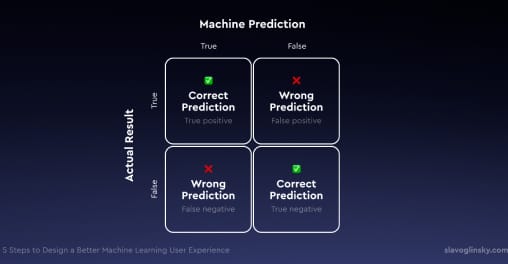 Machine Prediction
True
False
Actual Result
True
Correct
Prediction
True positive
Wrong
Prediction
False positive
False
Wrong
Prediction
False negative
Correct
Prediction
True negative
5 Steps to Design a Better Machine Learning User Experience
slavoglinsky.com